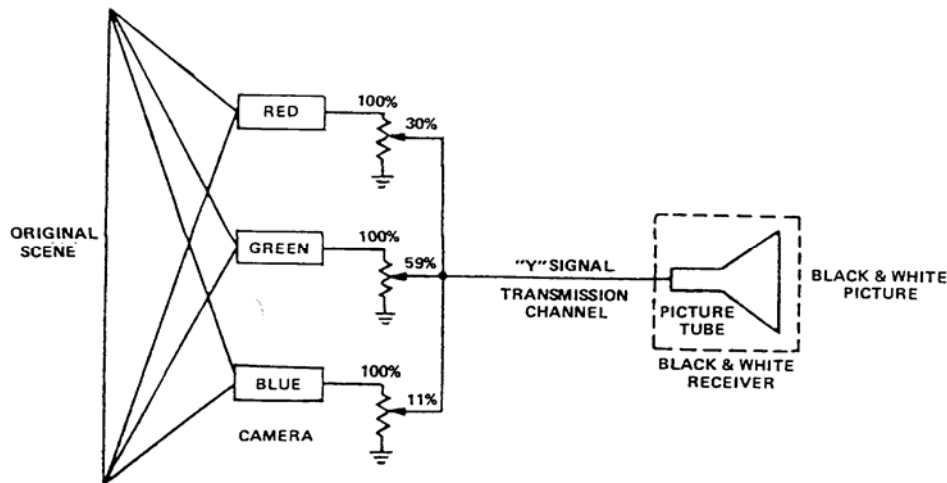 ORIGINAL
SCENE
RED
100%
30%
GREEN
100%
59%
BLUE
100%
11%
CAMERA
"Y" SIGNAL
TRANSMISSION
CHANNEL
PICTURE
TUBE
BLACK & WHITE
RECEIVER
BLACK & WHITE
PICTURE